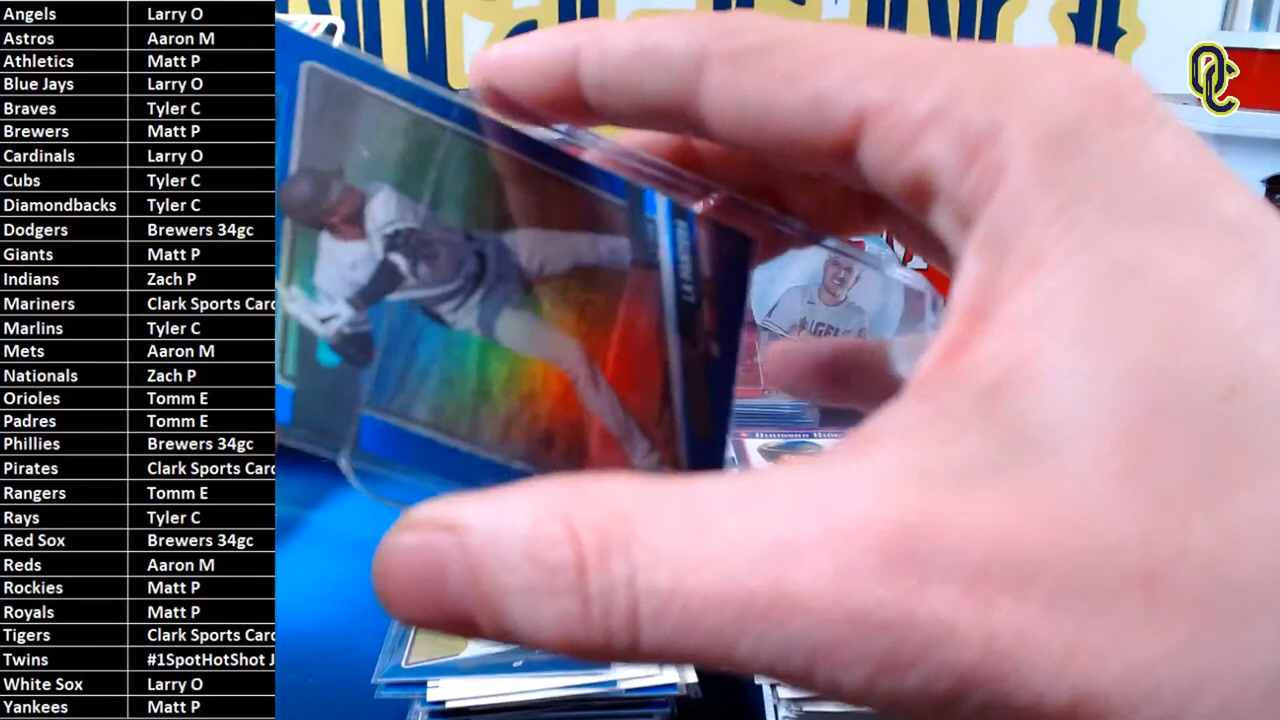 Angels Larry O
Astros Aaron M
Athletics Matt P
Blue Jays Larry O
Braves Tyler C
Brewers Matt P
Cardinals Larry O
Cubs Tyler C
Diamondbacks Tyler C
Dodgers Brewers 34gc
Giants Matt P
Indians Zach P
Mariners Clark Sports Card
Marlins Tyler C
Mets Aaron M
Nationals Zach P
Orioles Tomm E
Padres Tomm E
Phillies Brewers 34gc
Pirates Clark Sports Card
Rangers Tomm E
Rays Tyler C
Red Sox Brewers 34gc
Reds Aaron M
Rockies Matt P
Royals Matt P
Tigers Clark Sports Card
Twins #1SpotHotShot J
White Sox Larry O
Yankees Matt P
OC